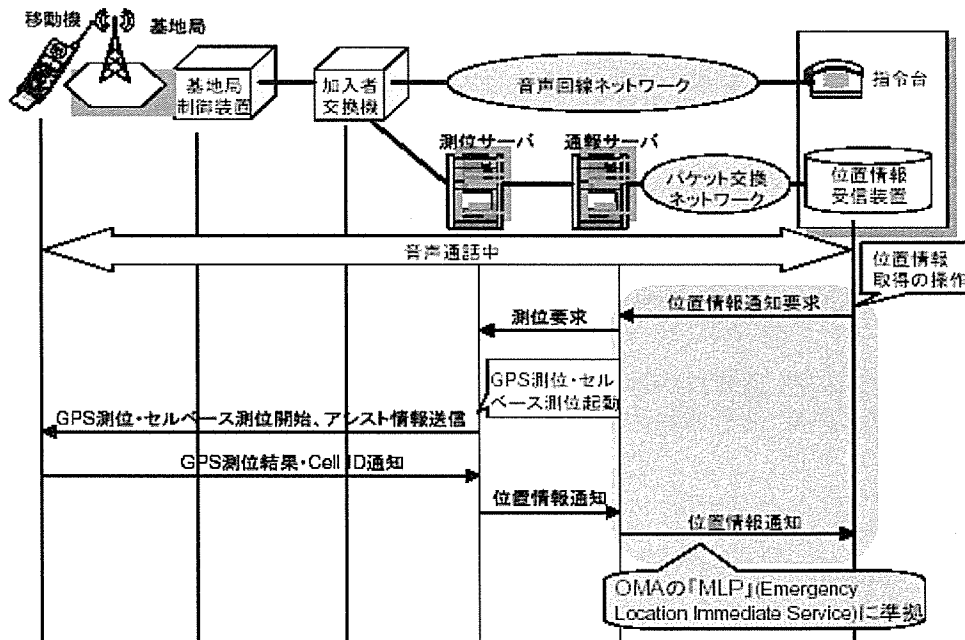 移動機
基地局
基地局
制御装置
加入者
交換機
音声回線ネットワーク
指令台
測位サーバ
通報サーバ
パケット交換
ネットワーク
位置情報
受信装置
音声通話中
位置情報
取得の操作
位置情報通知要求
測位要求
GPS測位・セル
ベース測位起動
GPS測位・セルベース測位開始、アシスト情報送信
GPS測位結果・Cell ID通知
位置情報通知
位置情報通知
OMAの『MLP』(Emergency
Location Immediate Service)に準拠